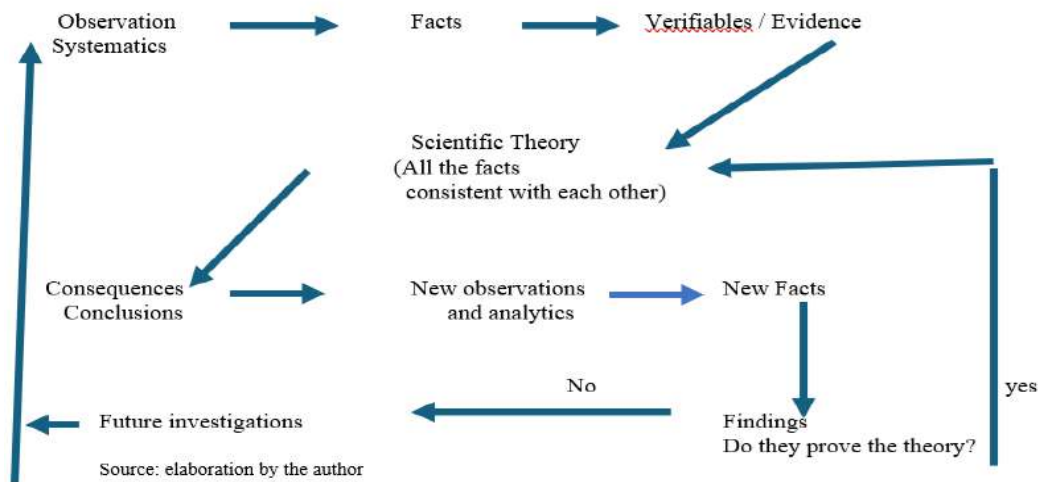 Observation
Systematics
Facts
Verifiables / Evidence
Scientific Theory
(All the facts
consistent with each other)
Consequences
Conclusions
New observations
and analytics
New Facts
No
yes
Future investigations
Findings
Do they prove the theory?
Source: elaboration by the author